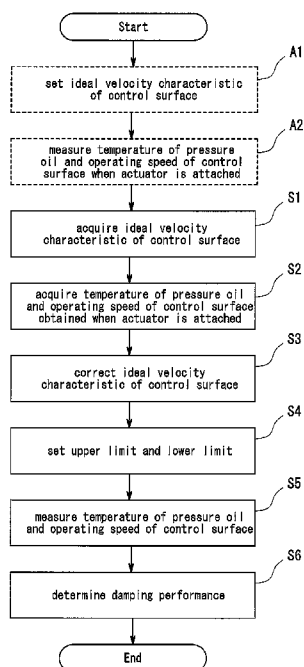 Start
A1
set ideal velocity characteristic
of control surface
A2
measure temperature of pressure
oil and operating speed of control
surface when actuator is attached
S1
acquire ideal velocity
characteristic of control surface
S2
acquire temperature of pressure oil
and operating speed of control surface
obtained when actuator is attached
S3
correct ideal velocity
characteristic of control surface
S4
set upper limit and lower limit
S5
measure temperature of pressure oil
and operating speed of control surface
S6
determine damping performance
End